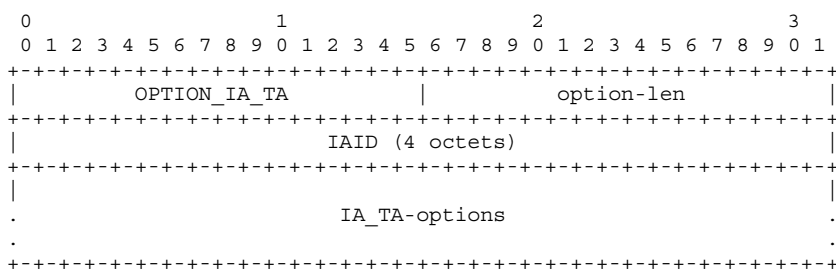 0                   1                   2                   3
 0 1 2 3 4 5 6 7 8 9 0 1 2 3 4 5 6 7 8 9 0 1 2 3 4 5 6 7 8 9 0 1
+-+-+-+-+-+-+-+-+-+-+-+-+-+-+-+-+-+-+-+-+-+-+-+-+-+-+-+-+-+-+-+-+
|         OPTION_IA_TA          |          option-len           |
+-+-+-+-+-+-+-+-+-+-+-+-+-+-+-+-+-+-+-+-+-+-+-+-+-+-+-+-+-+-+-+-+
|                        IAID (4 octets)                        |
+-+-+-+-+-+-+-+-+-+-+-+-+-+-+-+-+-+-+-+-+-+-+-+-+-+-+-+-+-+-+-+-+
|                                                               |
.                         IA_TA-options                         .
.                                                               .
+-+-+-+-+-+-+-+-+-+-+-+-+-+-+-+-+-+-+-+-+-+-+-+-+-+-+-+-+-+-+-+-+